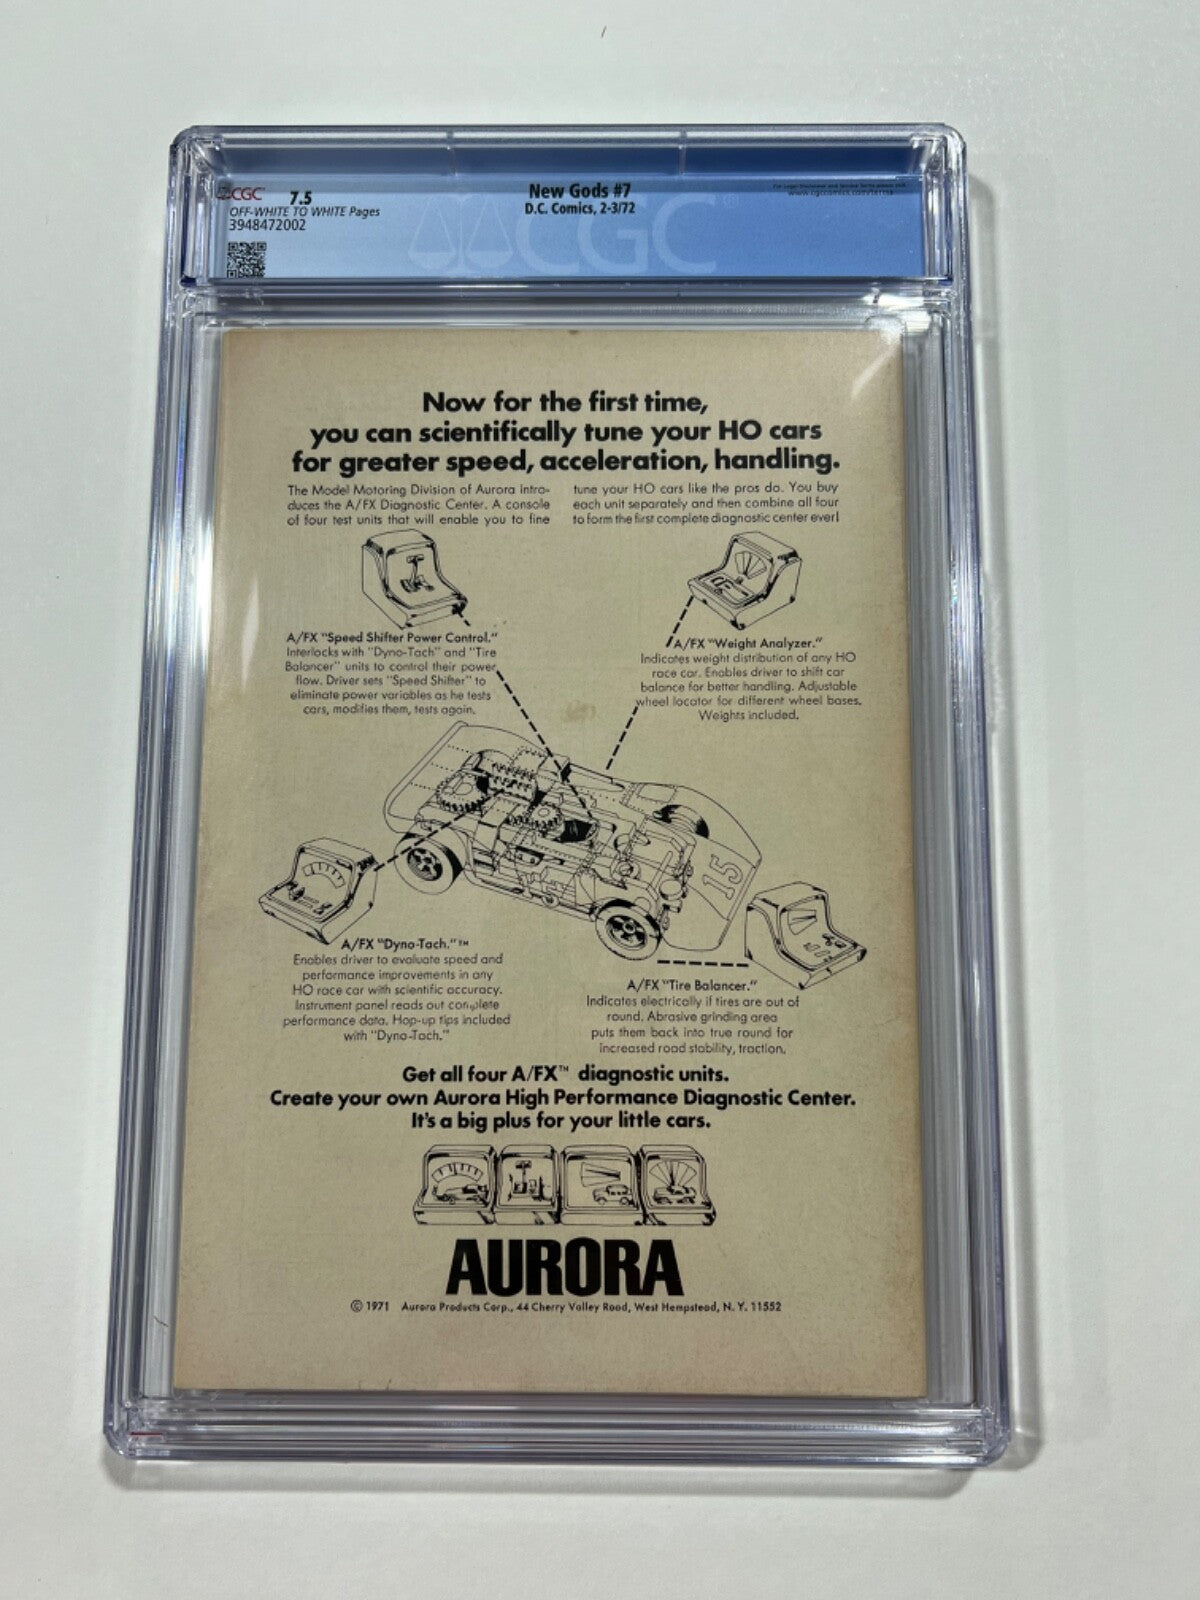 CGC 7.5
OFF-WHITE TO WHITE Pages
3948472002
New Gods #7
D.C. Comics, 2-3/72
CGC
Now for the first time,
you can scientifically tune your HO cars
for greater speed, acceleration, handling.
The Model Motoring Division of Aurora intro-
duces the A/FX Diagnostic Center. A console
of four test units that will enable you to fine
tune your HO cars like the pros do. You buy
each unit separately and then combine all four
to form the first complete diagnostic center ever!
A/FX "Speed Shifter Power Control."
Interlocks with "Dyno-Tach" and "Tire
Balancer" units to control their power
flow. Driver sets "Speed Shifter" to
eliminate power variables as he tests
cars, modifies them, tests again.
A/FX "Weight Analyzer."
Indicates weight distribution of any HO
race car. Enables driver to shift car
balance for better handling. Adjustable
wheel locator for different wheel bases.
Weights included.
15
A/FX "Dyno-Tach."™
Enables driver to evaluate speed and
performance improvements in any
HO race car with scientific accuracy.
Instrument panel reads out complete
performance data. Hop-up tips included
with "Dyno-Tach."
A/FX "Tire Balancer."
Indicates electrically if tires are out of
round. Abrasive grinding area
puts them back into true round for
increased road stability, traction.
Get all four A/FX™ diagnostic units.
Create your own Aurora High Performance Diagnostic Center.
It's a big plus for your little cars.
AURORA
© 1971 Aurora Products Corp., 44 Cherry Valley Road, West Hempstead, N. Y. 11552